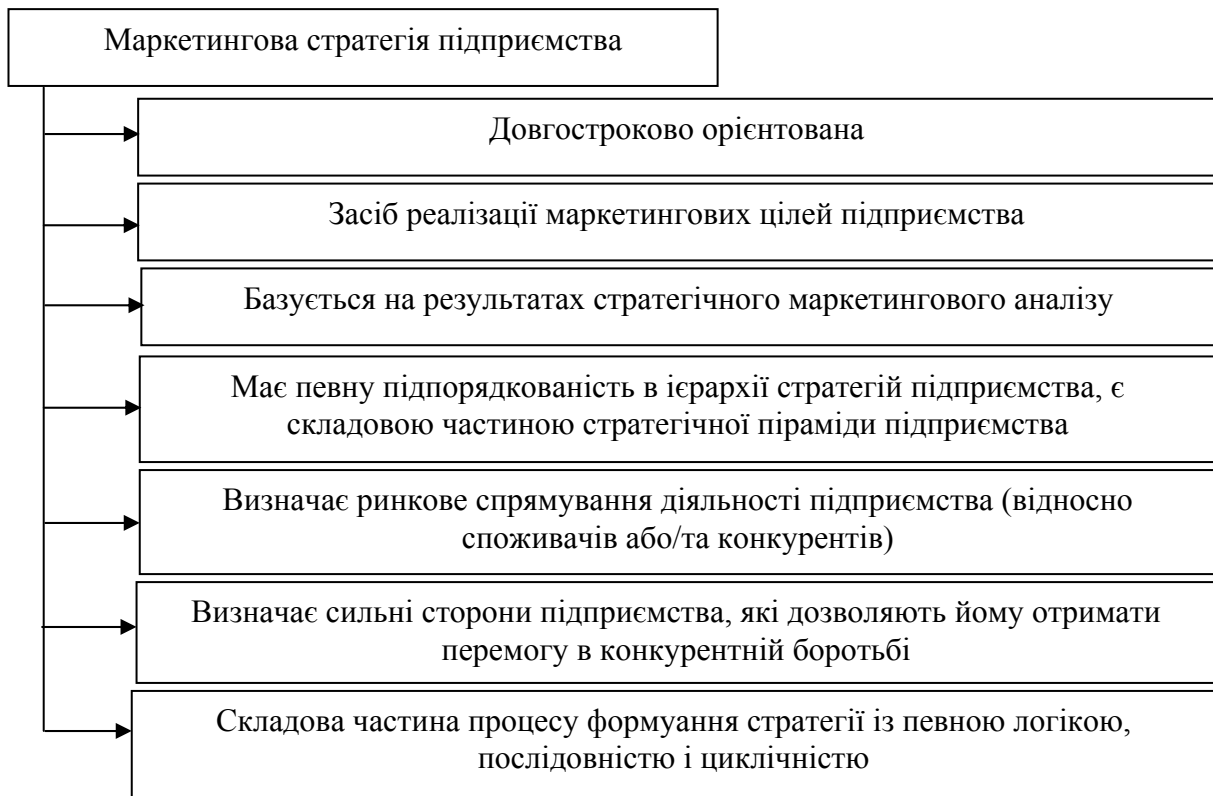 Маркетингова стратегія підприємства
Довгостроково орієнтована
Засіб реалізації маркетингових цілей підприємства
Базується на результатах стратегічного маркетингового аналізу
Має певну підпорядкованість в ієрархії стратегій підприємства, є
складовою частиною стратегічної піраміди підприємства
Визначає ринкове спрямування діяльності підприємства (відносно
споживачів або/та конкурентів)
Визначає сильні сторони підприємства, які дозволяють йому отримати
перемогу в конкурентній боротьбі
Складова частина процесу формуання стратегії із певною логікою,
послідовністю і циклічністю